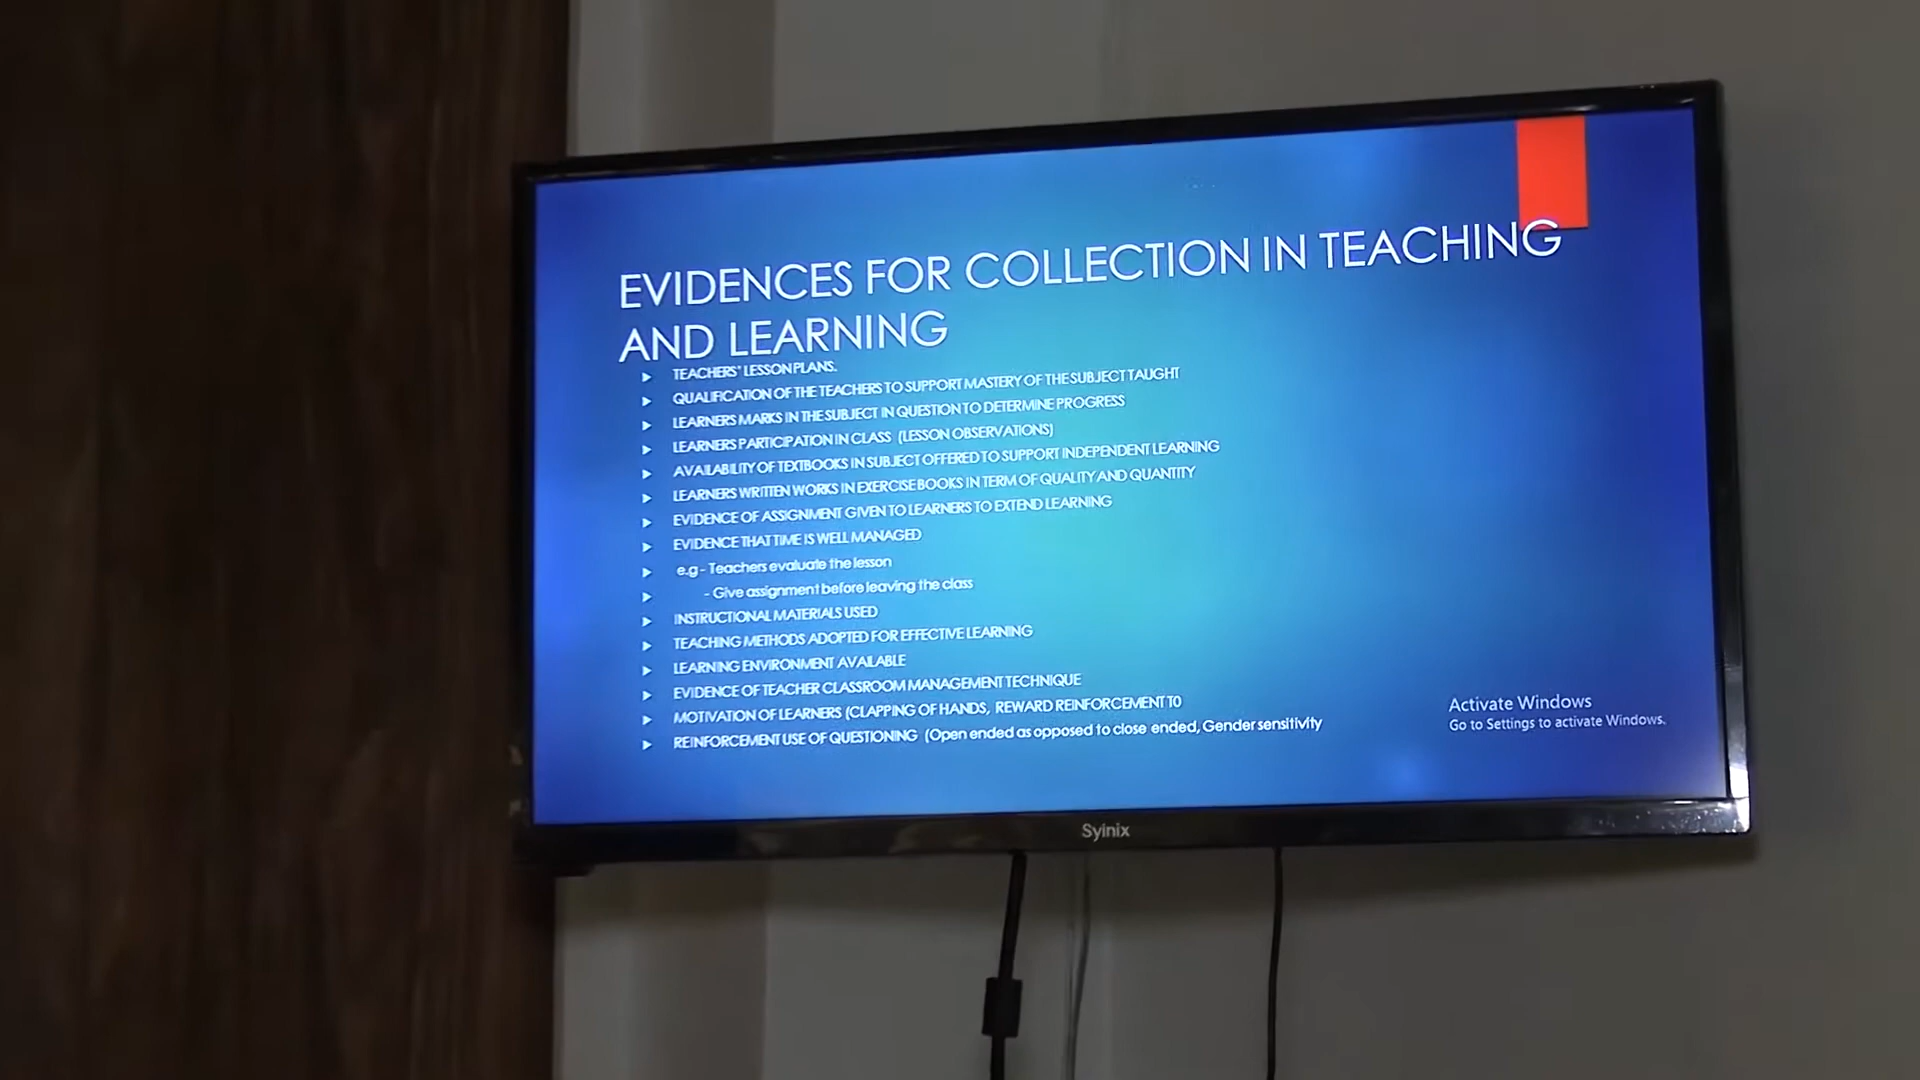 EVIDENCES FOR COLLECTION IN TEACHING
AND LEARNING
TEACHERS' LESSON PLANS.
QUALIFICATION OF THE TEACHERS TO SUPPORT MASTERY OF THE SUBJECT TAUGHT
LEARNERS MARKS IN THE SUBJECT IN QUESTION TO DETERMINE PROGRESS
LEARNERS PARTICIPATION IN CLASS (LESSON OBSERVATIONS)
AVAILABILITY OF TEXTBOOKS IN SUBJECT OFFERED TO SUPPORT INDEPENDENT LEARNING
LEARNERS WRITTEN WORKS IN EXERCISE BOOKS IN TERM OF QUALITY AND QUANTITY
EVIDENCE OF ASSIGNMENT GIVEN TO LEARNERS TO EXTEND LEARNING
EVIDENCE THAT TIME IS WELL MANAGED
e.g - Teachers evaluate the lesson
- Give assignment before leaving the class
INSTRUCTIONAL MATERIALS USED
TEACHING METHODS ADOPTED FOR EFFECTIVE LEARNING
LEARNING ENVIRONMENT AVAILABLE
EVIDENCE OF TEACHER CLASSROOM MANAGEMENT TECHNIQUE
MOTIVATION OF LEARNERS (CLAPPING OF HANDS, REWARD REINFORCEMENT T0
REINFORCEMENT USE OF QUESTIONING (Open ended as opposed to close ended, Gender sensitivity
Activate Windows
Go to Settings to activate Windows.
Syinix